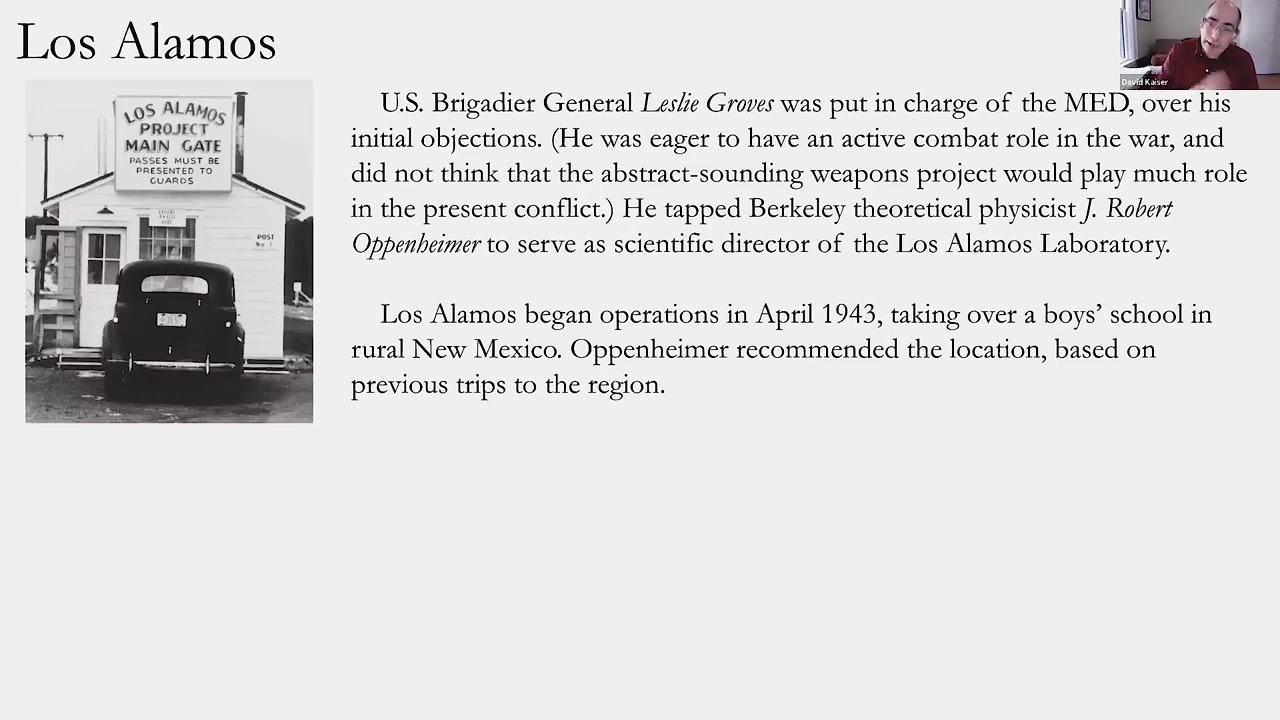 Los Alamos
David Kaiser
LOS ALAMOS
PROJECT
MAIN GATE
PASSES MUST BE
PRESENTED TO
GUARDS
POST
No. 1
U.S. Brigadier General Leslie Groves was put in charge of the MED, over his
initial objections. (He was eager to have an active combat role in the war, and
did not think that the abstract-sounding weapons project would play much role
in the present conflict.) He tapped Berkeley theoretical physicist J. Robert
Oppenheimer to serve as scientific director of the Los Alamos Laboratory.
Los Alamos began operations in April 1943, taking over a boys’ school in
rural New Mexico. Oppenheimer recommended the location, based on
previous trips to the region.